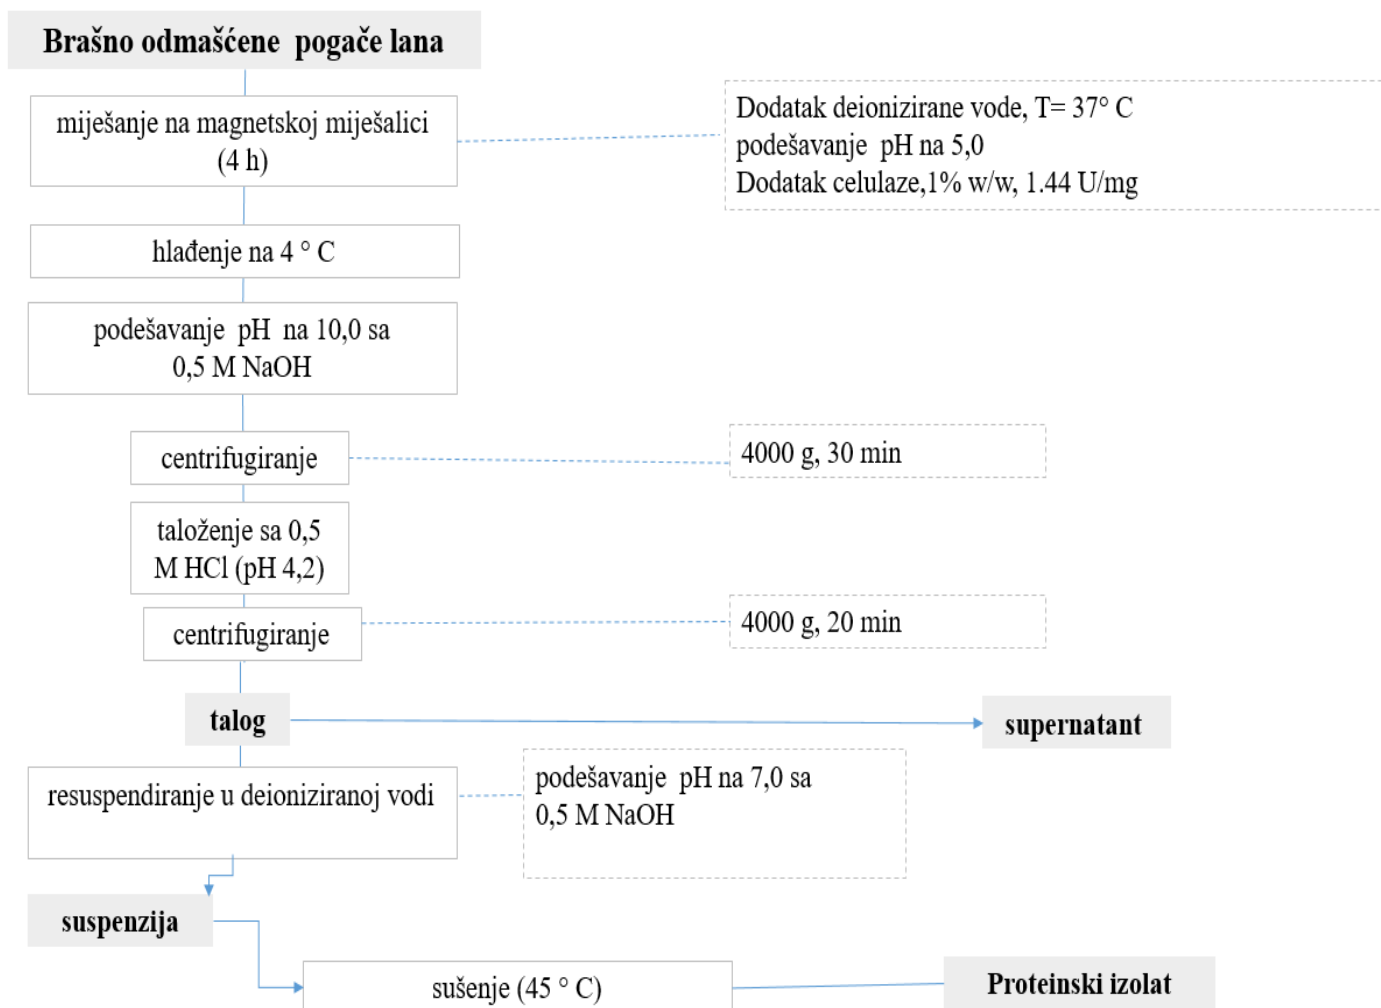 Brašno odmašćene pogače lana
miješanje na magnetskoj miješalici
(4 h)
Dodatak deionizirane vode, T= 37° C
podešavanje pH na 5,0
Dodatak celulaze,1% w/w, 1.44 U/mg
hlađenje na 4 ° C
podešavanje pH na 10,0 sa
0,5 M NaOH
centrifugiranje
4000 g, 30 min
taloženje sa 0,5
M HCl (pH 4,2)
centrifugiranje
4000 g, 20 min
talog
supernatant
resuspendiranje u deioniziranoj vodi
podešavanje pH na 7,0 sa
0,5 M NaOH
suspenzija
sušenje (45 ° C)
Proteinski izolat